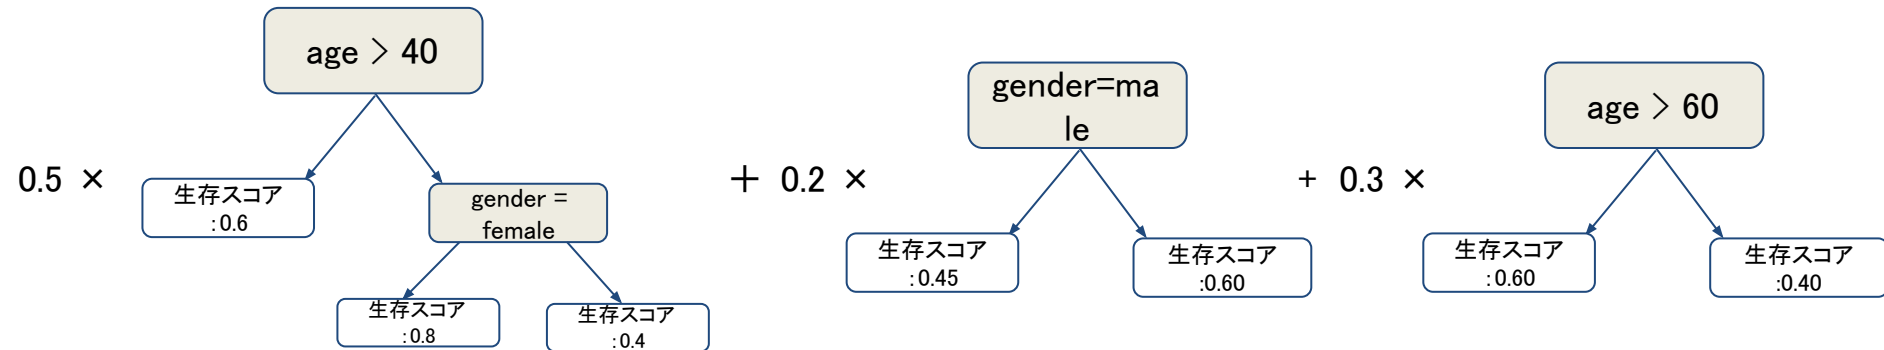 age > 40
0.5 ×
生存スコア
:0.6
gender =
female
生存スコア
:0.8
生存スコア
:0.4
+ 0.2 ×
gender=ma
le
生存スコア
:0.45
生存スコア
:0.60
+ 0.3 ×
age > 60
生存スコア
:0.60
生存スコア
:0.40